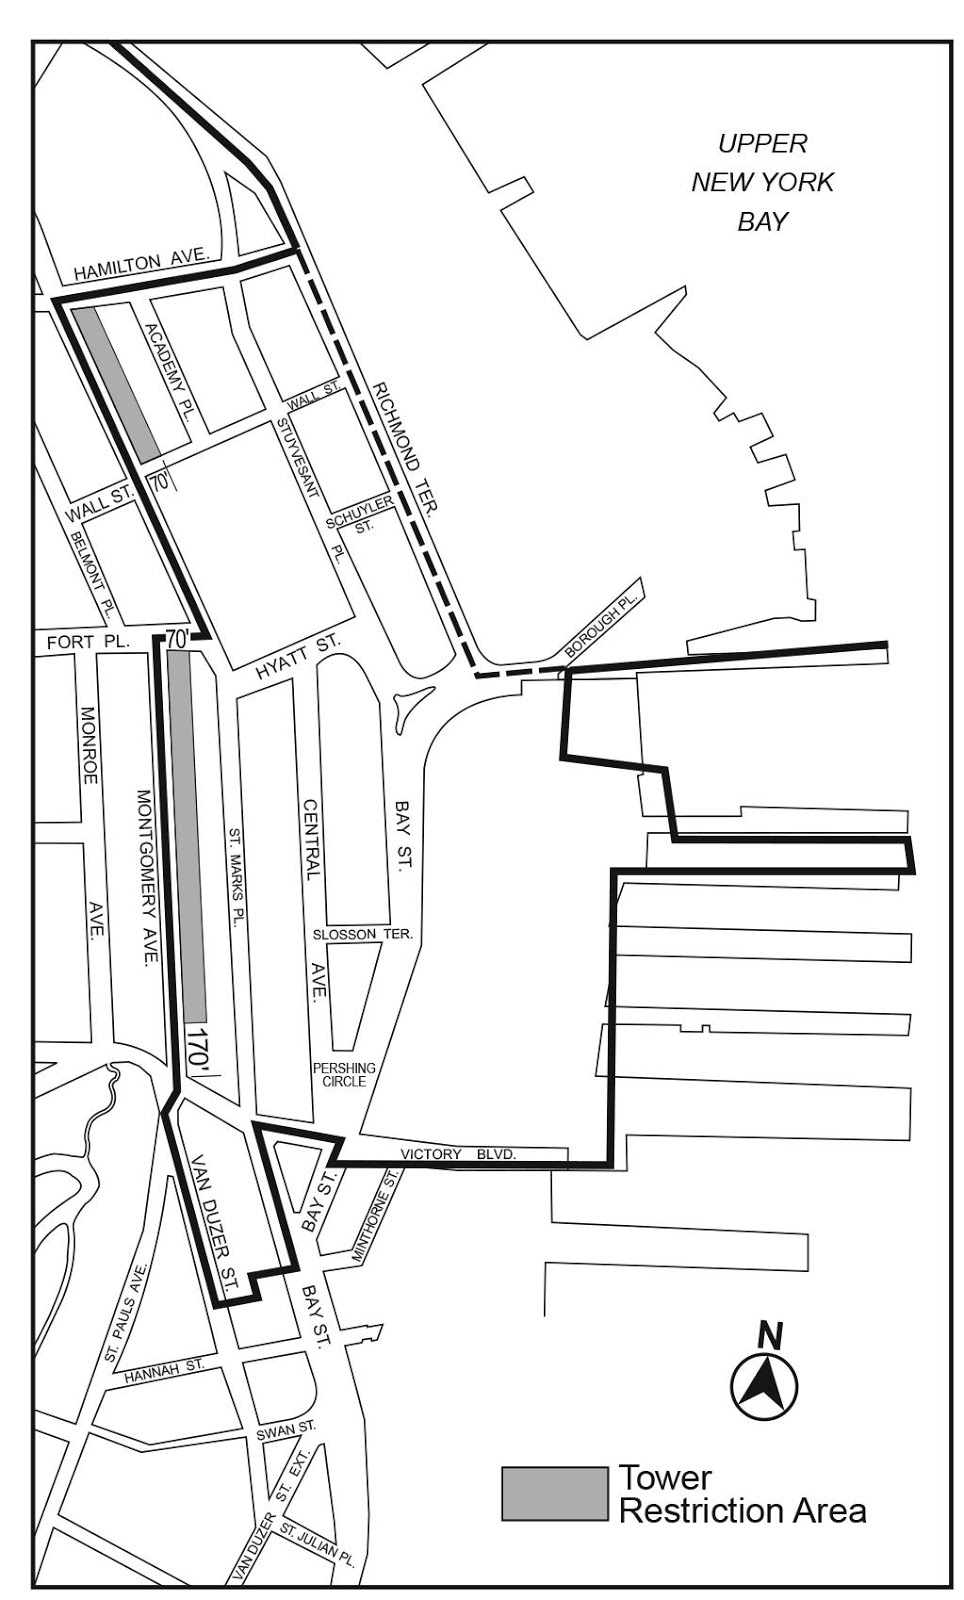 UPPER
NEW YORK
BAY
HAMILTON AVE.
ACADEMY PL.
WALL ST.
RICHMOND TER.
STUYVESANT
PL.
SCHUYLER
ST.
70'
WALL ST.
BELMONT PL.
BOROUGH PL.
FORT PL.
70'
HYATT ST.
MONROE
AVE.
MONTGOMERY AVE.
ST. MARKS PL.
CENTRAL
AVE.
BAY ST.
SLOSSON TER.
170'
PERSHING
CIRCLE
VICTORY BLVD.
VAN DUZER ST.
BAY ST.
MINTHORNE ST.
ST. PAULS AVE.
BAY ST.
HANNAH ST.
SWAN ST.
VAN DUZER ST. EXT.
ST. JULIAN PL.
N
Tower
Restriction Area